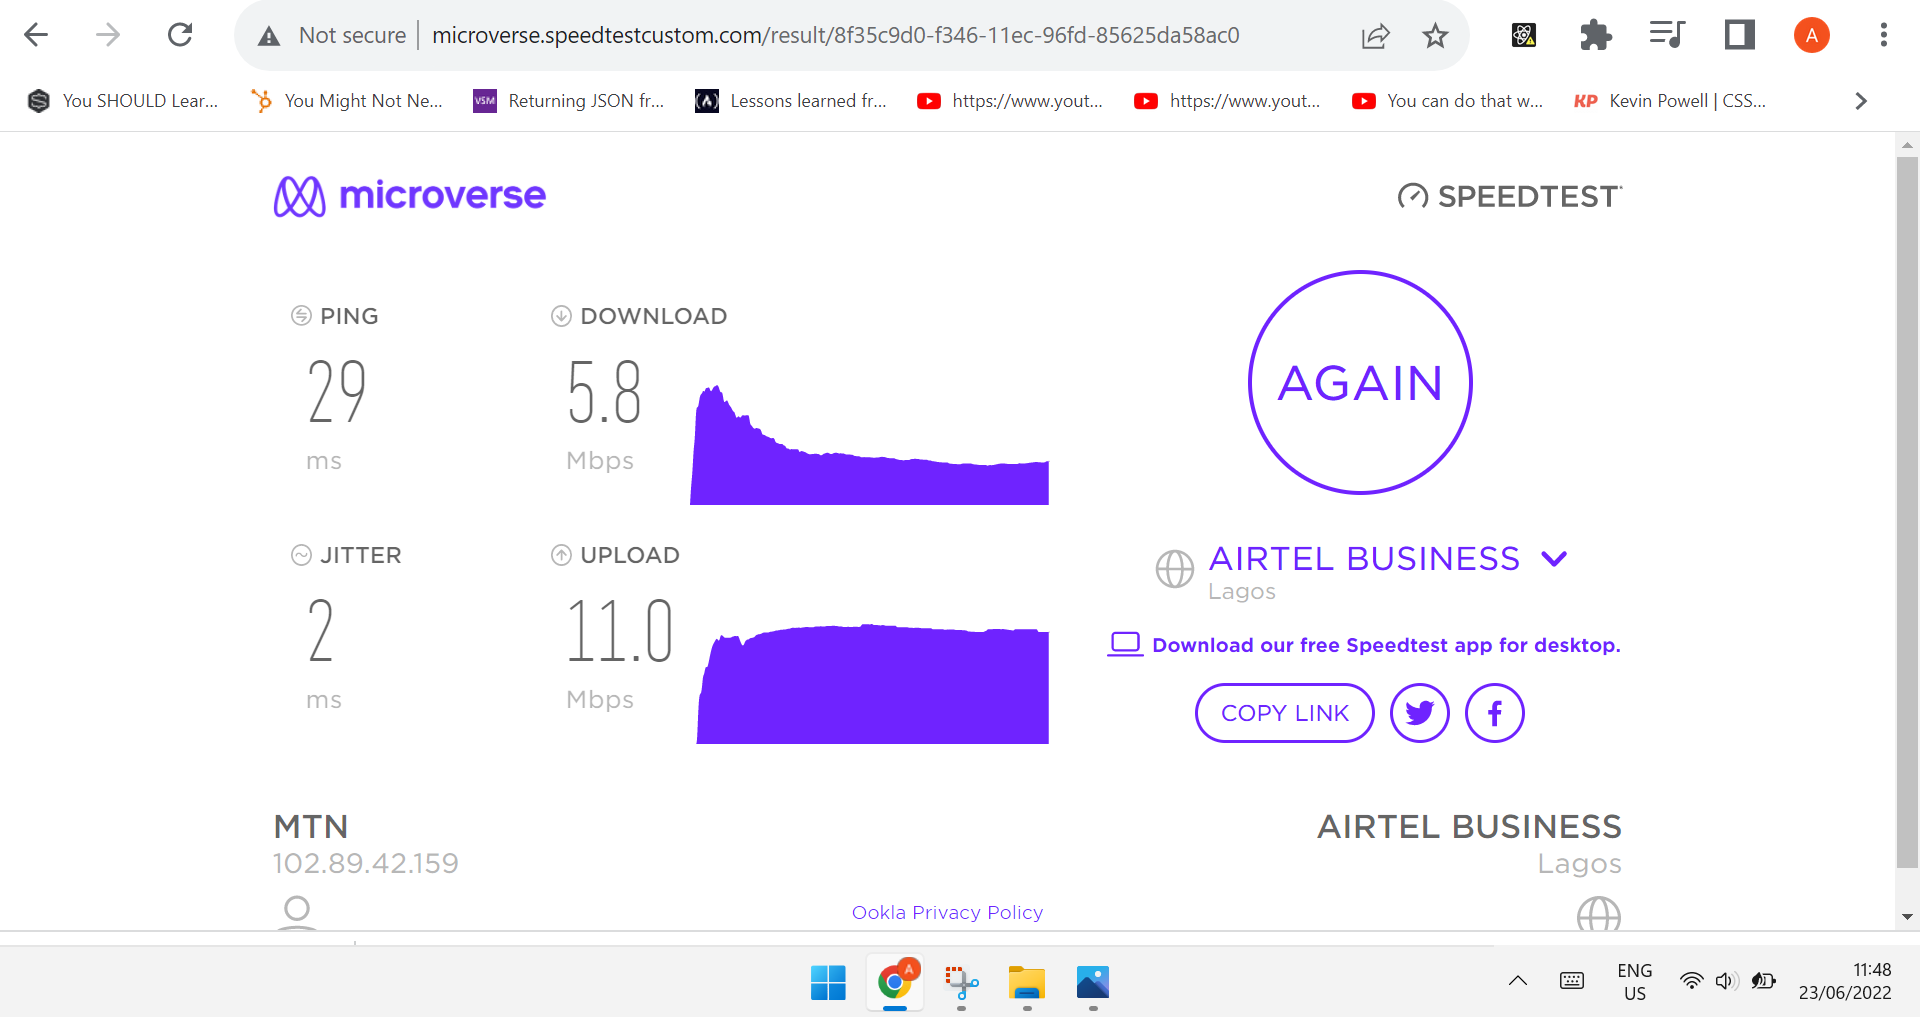 Not secure
microverse.speedtestcustom.com/result/8f35c9d0-f346-11ec-96fd-85625da58ac0
A
You SHOULD Lear...
You Might Not Ne...
VSM
Returning JSON fr...
Lessons learned fr...
https://www.yout...
https://www.yout...
You can do that w...
KP
Kevin Powell | CSS...
microverse
SPEEDTEST
PING
29
ms
DOWNLOAD
5.8
Mbps
AGAIN
JITTER
2
ms
UPLOAD
11.0
Mbps
AIRTEL BUSINESS
Lagos
Download our free Speedtest app for desktop.
COPY LINK
MTN
102.89.42.159
AIRTEL BUSINESS
Lagos
Ookla Privacy Policy
A
ENG
US
11:48
23/06/2022